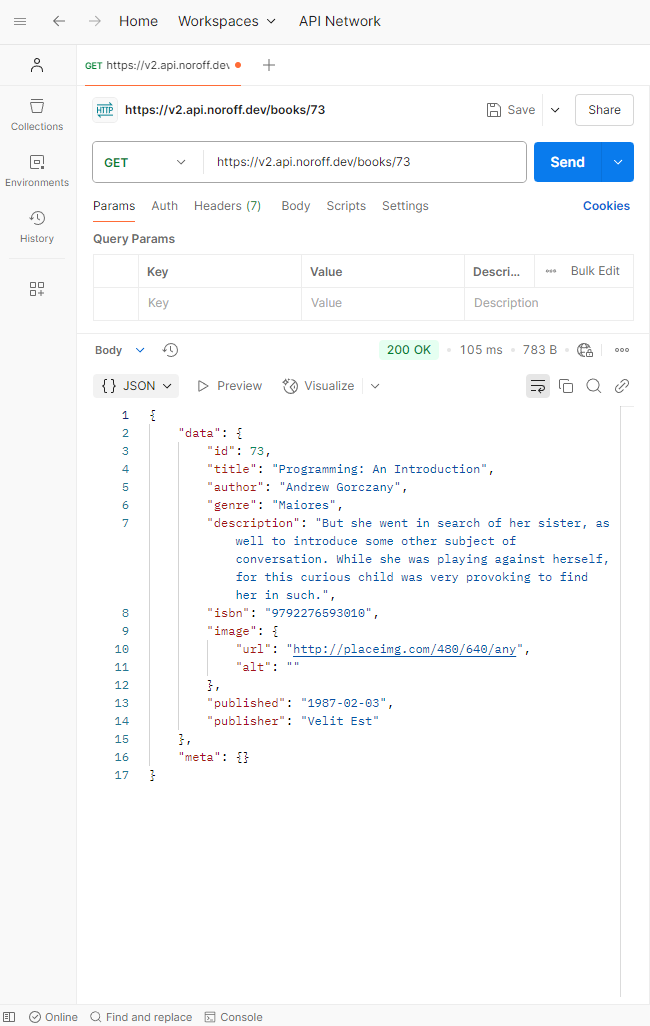 Home Workspaces API Network
GET https://v2.api.noroff.dev
HTTP https://v2.api.noroff.dev/books/73 Save Share
Collections
Environments
History
GET https://v2.api.noroff.dev/books/73 Send
Params Auth Headers (7) Body Scripts Settings Cookies
Query Params
Key Value Descri... Bulk Edit
Key Value Description
Body 200 OK 105 ms 783 B
{} JSON Preview Visualize
1 {
2 "data": {
3 "id": 73,
4 "title": "Programming: An Introduction",
5 "author": "Andrew Gorczany",
6 "genre": "Maiores",
7 "description": "But she went in search of her sister, as
well to introduce some other subject of
conversation. While she was playing against herself,
for this curious child was very provoking to find
her in such.",
8 "isbn": "9792276593010",
9 "image": {
10 "url": "http://placeimg.com/480/640/any",
11 "alt": ""
12 },
13 "published": "1987-02-03",
14 "publisher": "Velit Est"
15 },
16 "meta": {}
17 }
Online Find and replace Console